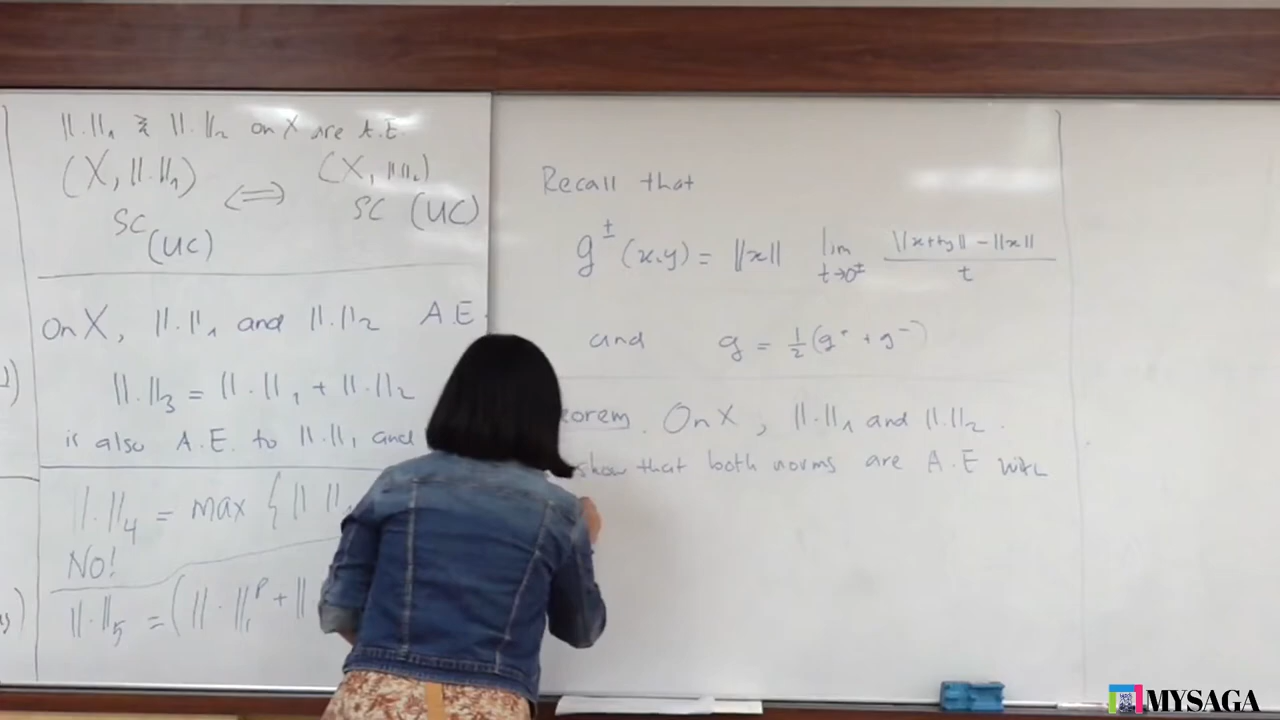 ||.||₁ & ||.||₂ on X are A.E.
(X, ||.||₁) ⟺ (X, ||.||₂)
SC (UC) SC (UC)
On X, ||.||₁ and ||.||₂ A.E.
||.||₃ = ||.||₁ + ||.||₂
is also A.E. to ||.||₁ and
||.||₄ = max { ||
NO!
||.||₅ = (||.||₁ᵖ + ||
Recall that
g^±(x,y) = ||x|| lim t→0^± (||x+ty|| - ||x||) / t
and g = ½(g⁺ + g⁻)
On X, ||.||₁ and ||.||₂.
show that both norms are A.E with
MYSAGA